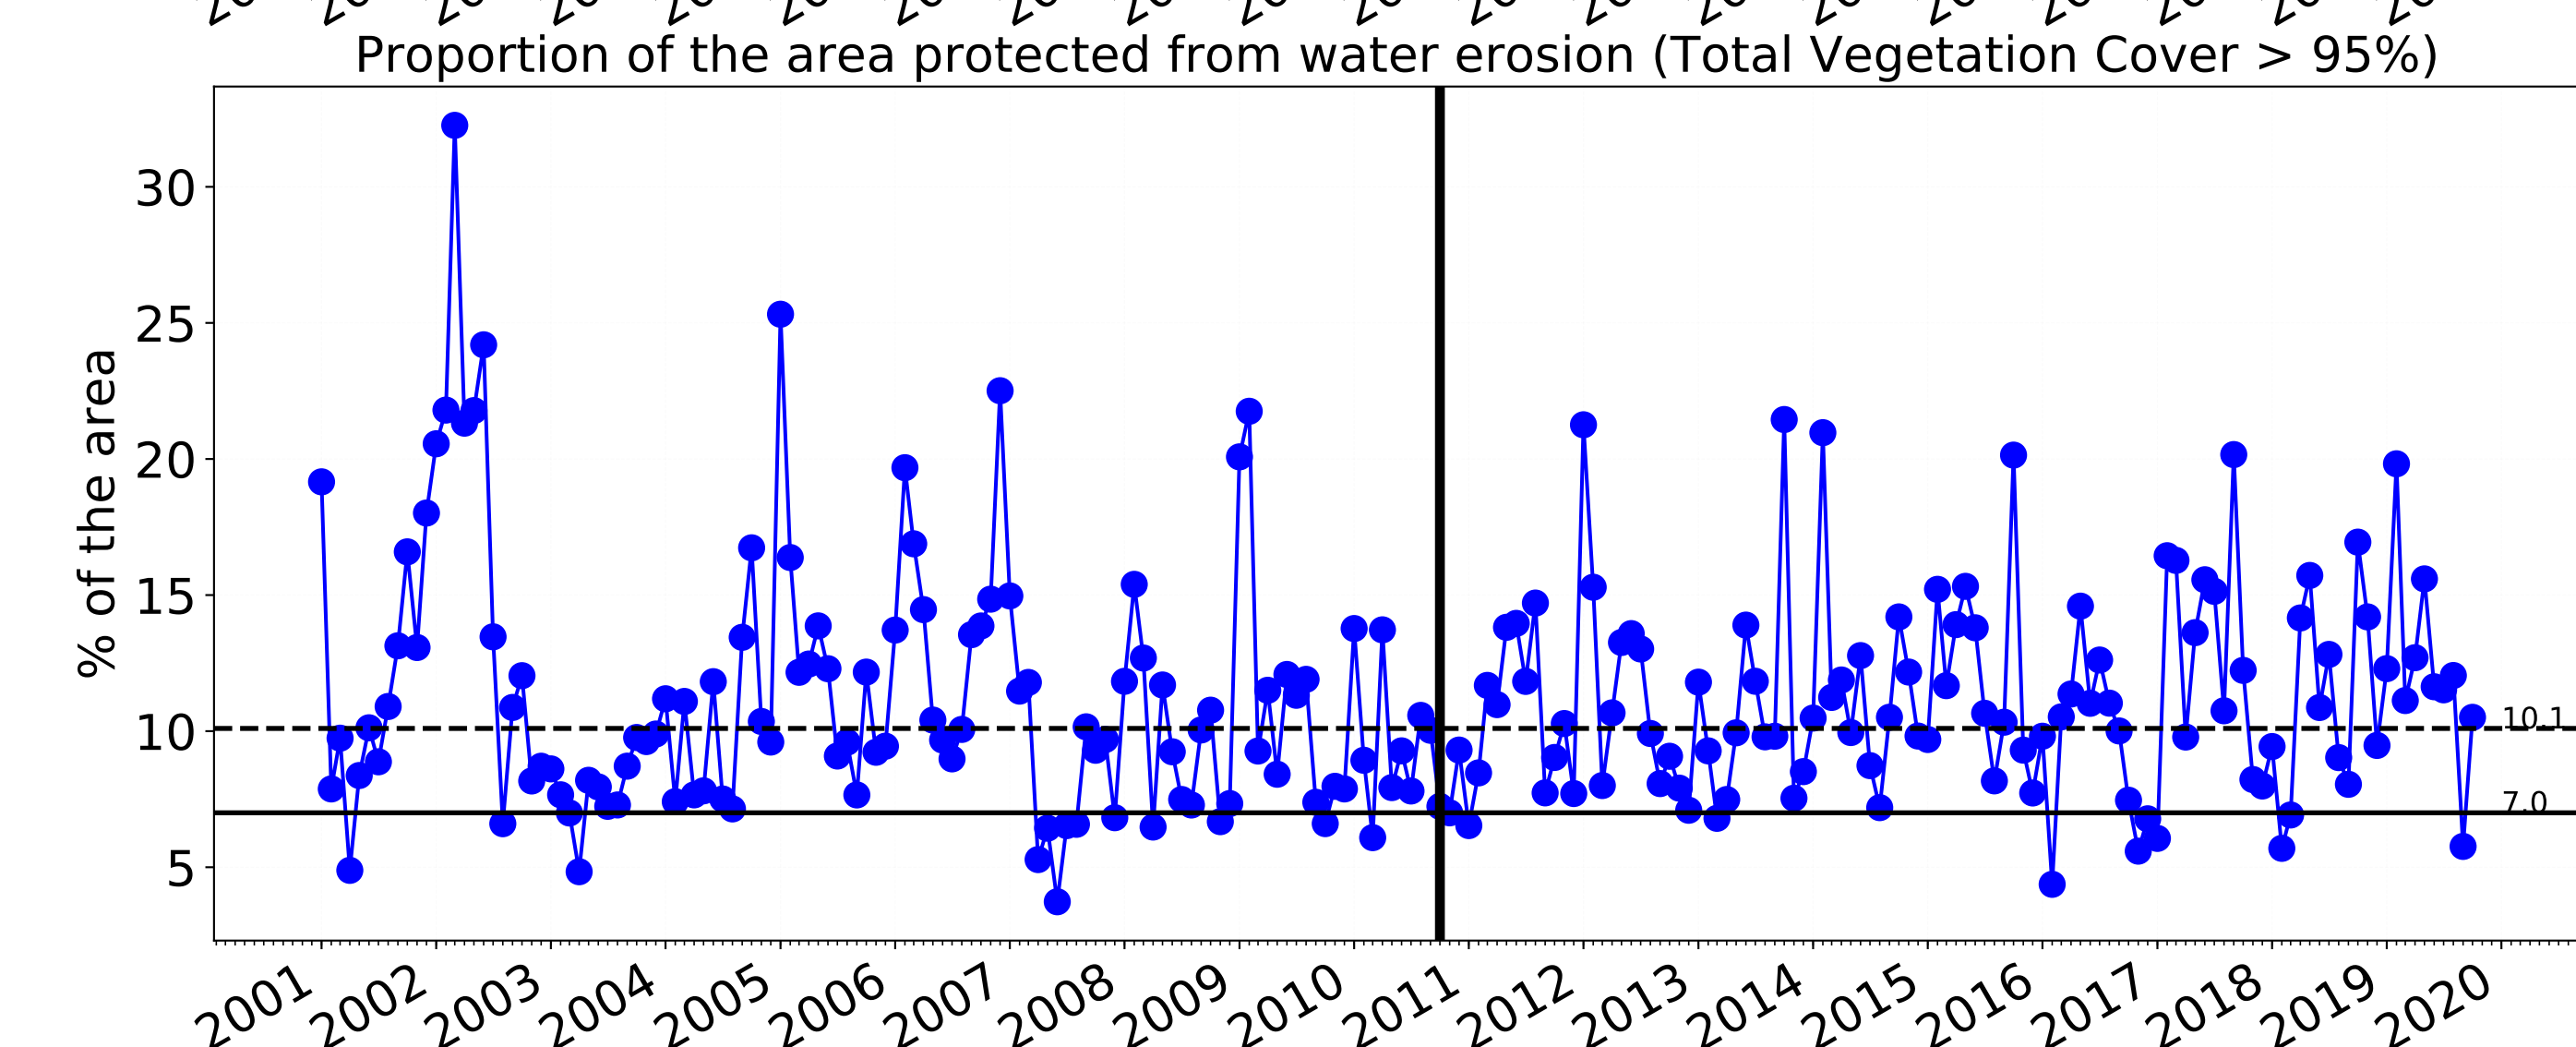 Proportion of the area protected from water erosion (Total Vegetation Cover > 95%)
% of the area
30
25
20
15
10
5
10.1
7.0
2001 2002 2003 2004 2005 2006 2007 2008 2009 2010 2011 2012 2013 2014 2015 2016 2017 2018 2019 2020